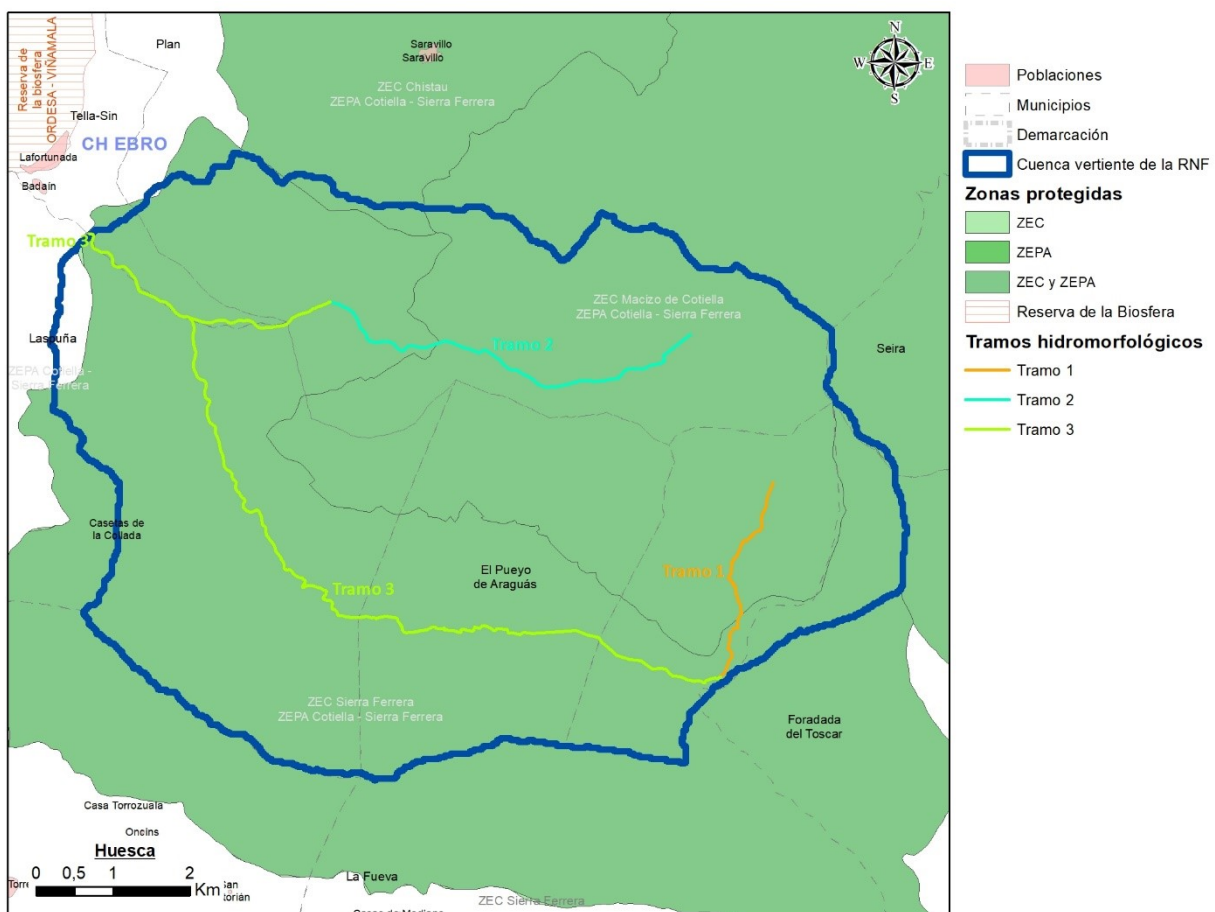 Plan
Saravillo
Saravillo
ZEC Chistau
ZEPA Cotiella - Sierra Ferrera
N
W
E
S
Reserva de
la biosfera
ORDESA - VIÑAMALA
Tella-Sin
CH EBRO
Lafortunada
Badaín
Tramo 3
ZEC Macizo de Cotiella
ZEPA Cotiella - Sierra Ferrera
Laspuña
Tramo 2
Seira
ZEPA Cotiella -
Sierra Ferrera
Casetas de
la Collada
El Pueyo
de Araguás
Tramo 1
Tramo 3
ZEC Sierra Ferrera
ZEPA Cotiella - Sierra Ferrera
Foradada
del Toscar
Casa Torrozuala
Oncins
Huesca
0 0,5 1 2
Km
La Fueva
ZEC Sierra Ferrera
Poblaciones
Municipios
Demarcación
Cuenca vertiente de la RNF
Zonas protegidas
ZEC
ZEPA
ZEC y ZEPA
Reserva de la Biosfera
Tramos hidromorfológicos
Tramo 1
Tramo 2
Tramo 3